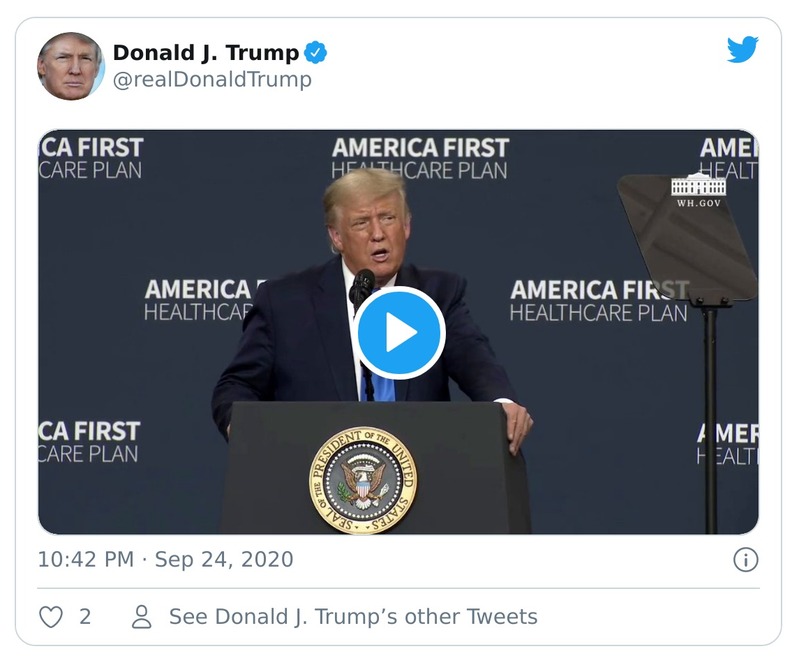 Donald J. Trump
@realDonaldTrump
CA FIRST
CARE PLAN
AMERICA FIRST
HEALTHCARE PLAN
AME
HEALT
WH.GOV
AMERICA F
HEALTHCAR
AMERICA FIRST
HEALTHCARE PLAN
CA FIRST
CARE PLAN
AMER
HEALT
SEAL OF THE PRESIDENT OF THE UNITED STATES
10:42 PM · Sep 24, 2020
2
See Donald J. Trump’s other Tweets